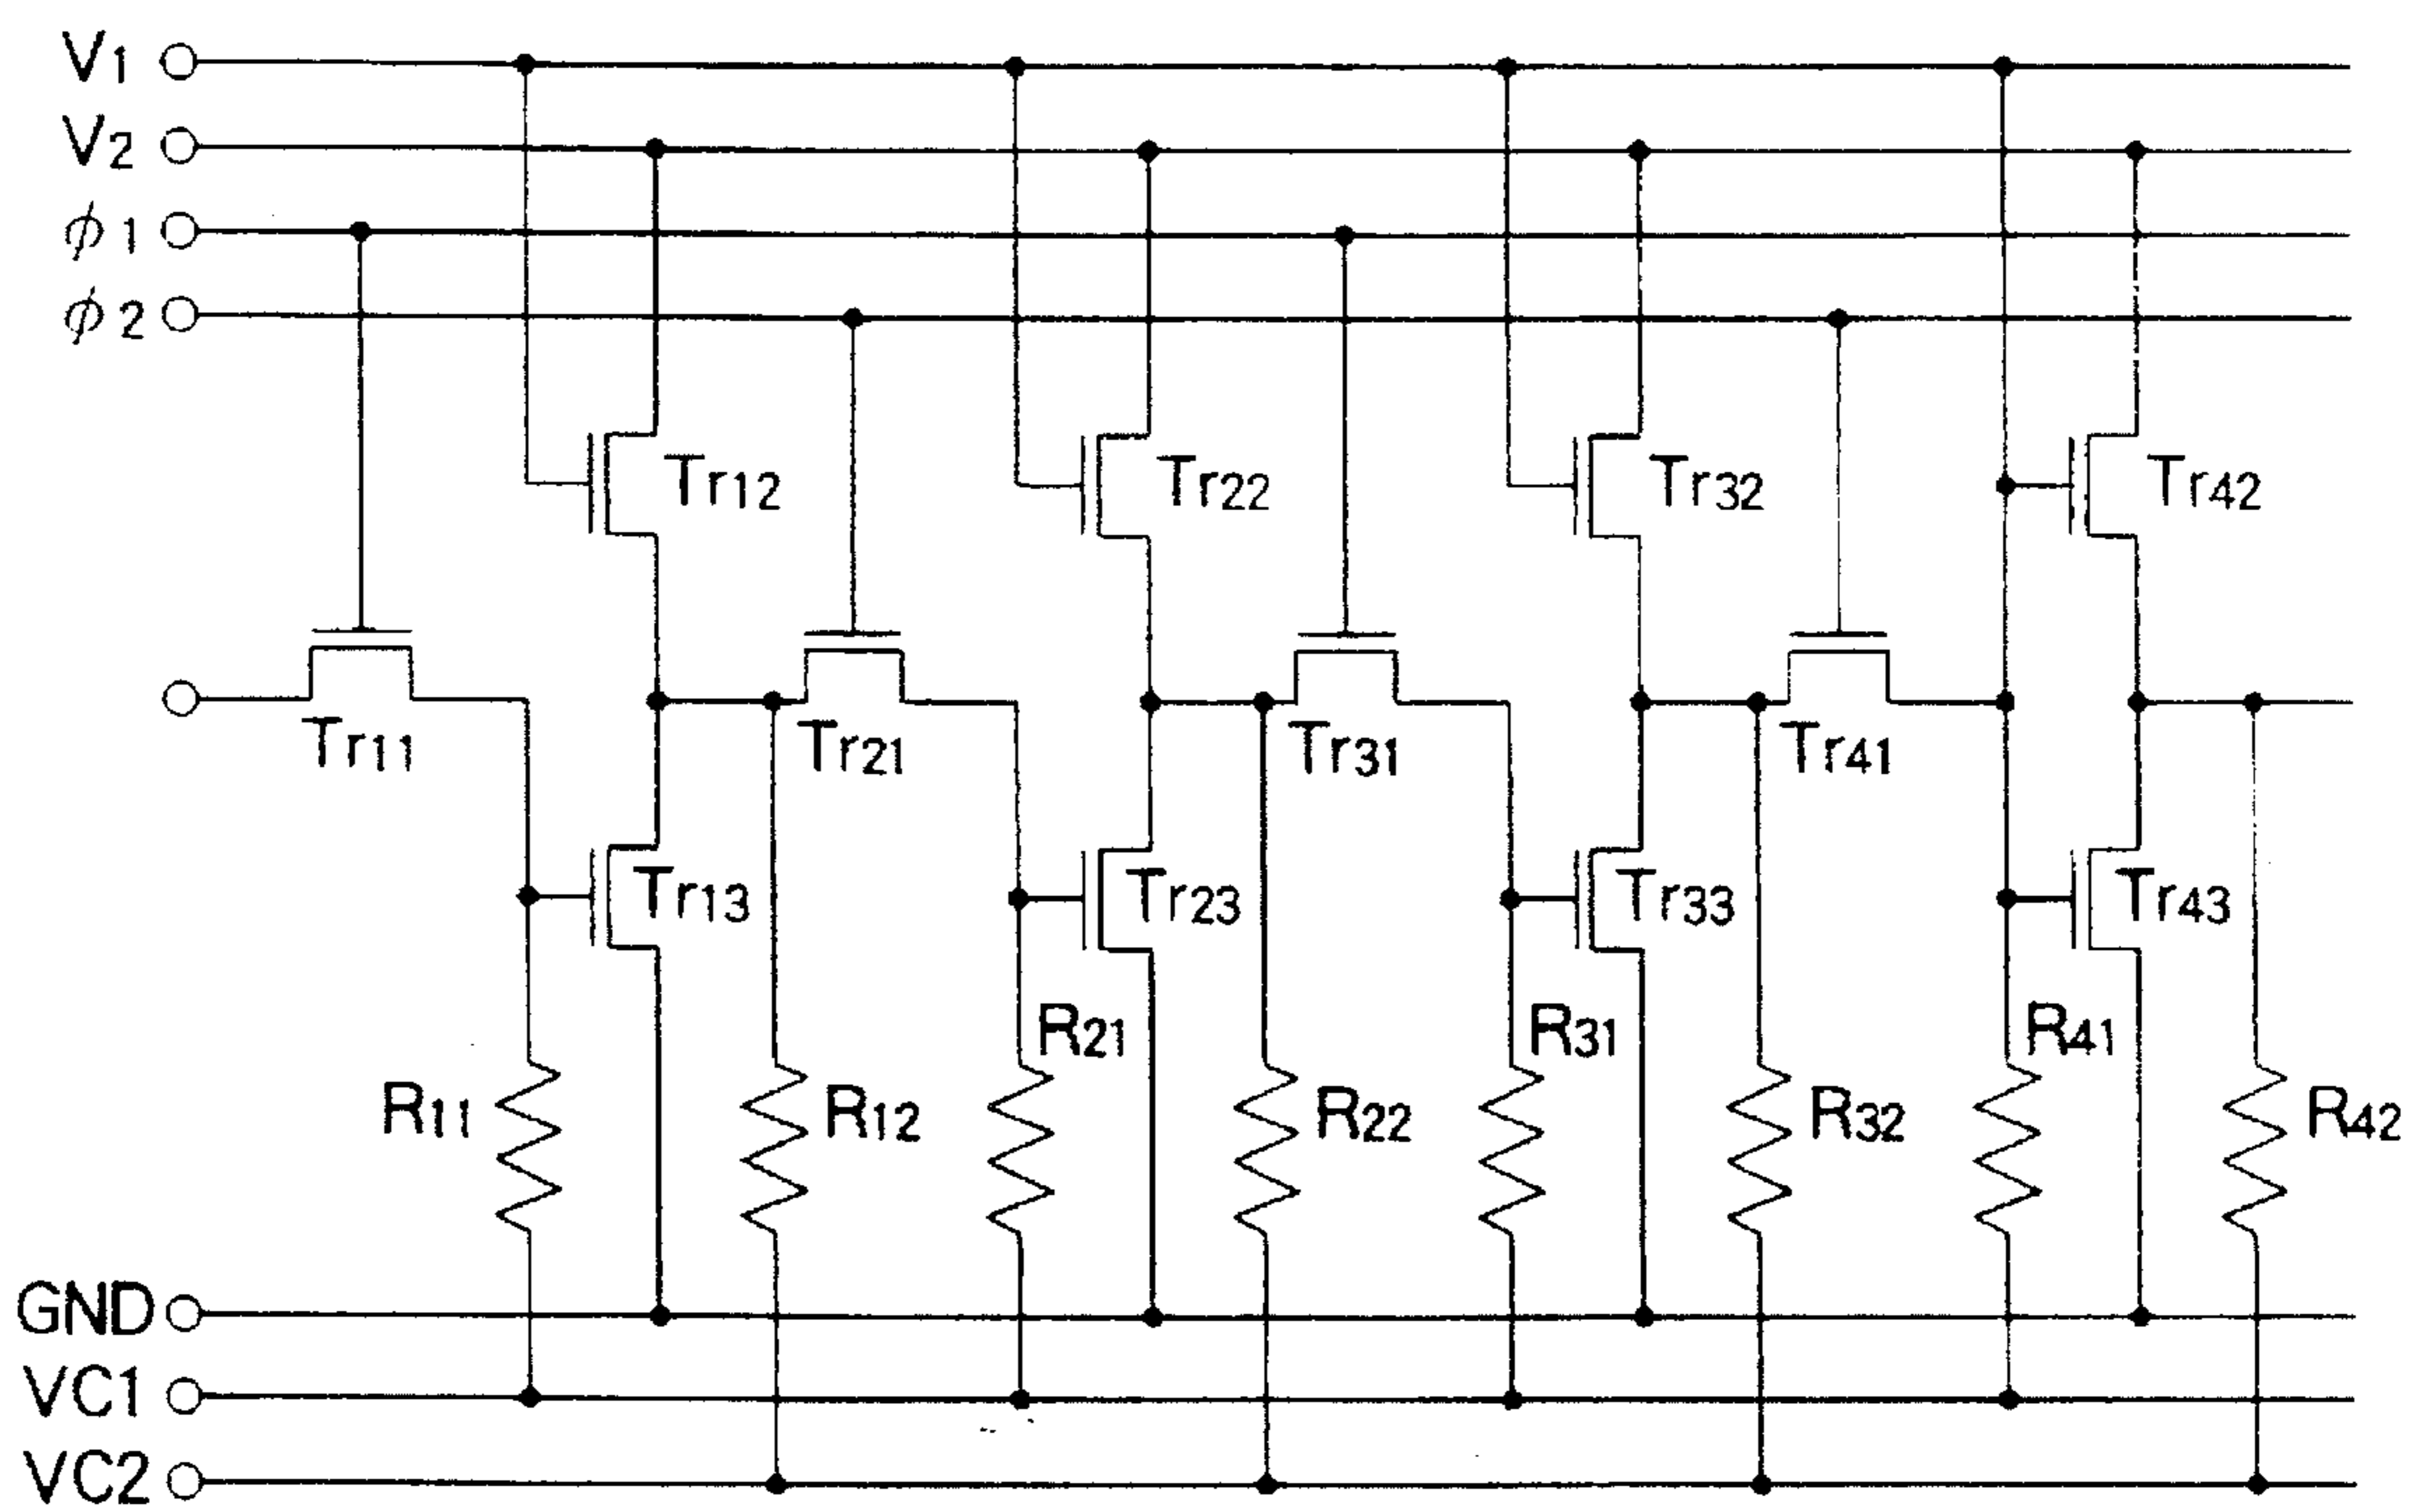 V1
V2
ϕ1
ϕ2
Tr12 Tr22 Tr32 Tr42
Tr11 Tr21 Tr31 Tr41
Tr13 Tr23 Tr33 Tr43
R21 R31 R41
R11 R12 R22 R32 R42
GND
VC1
VC2